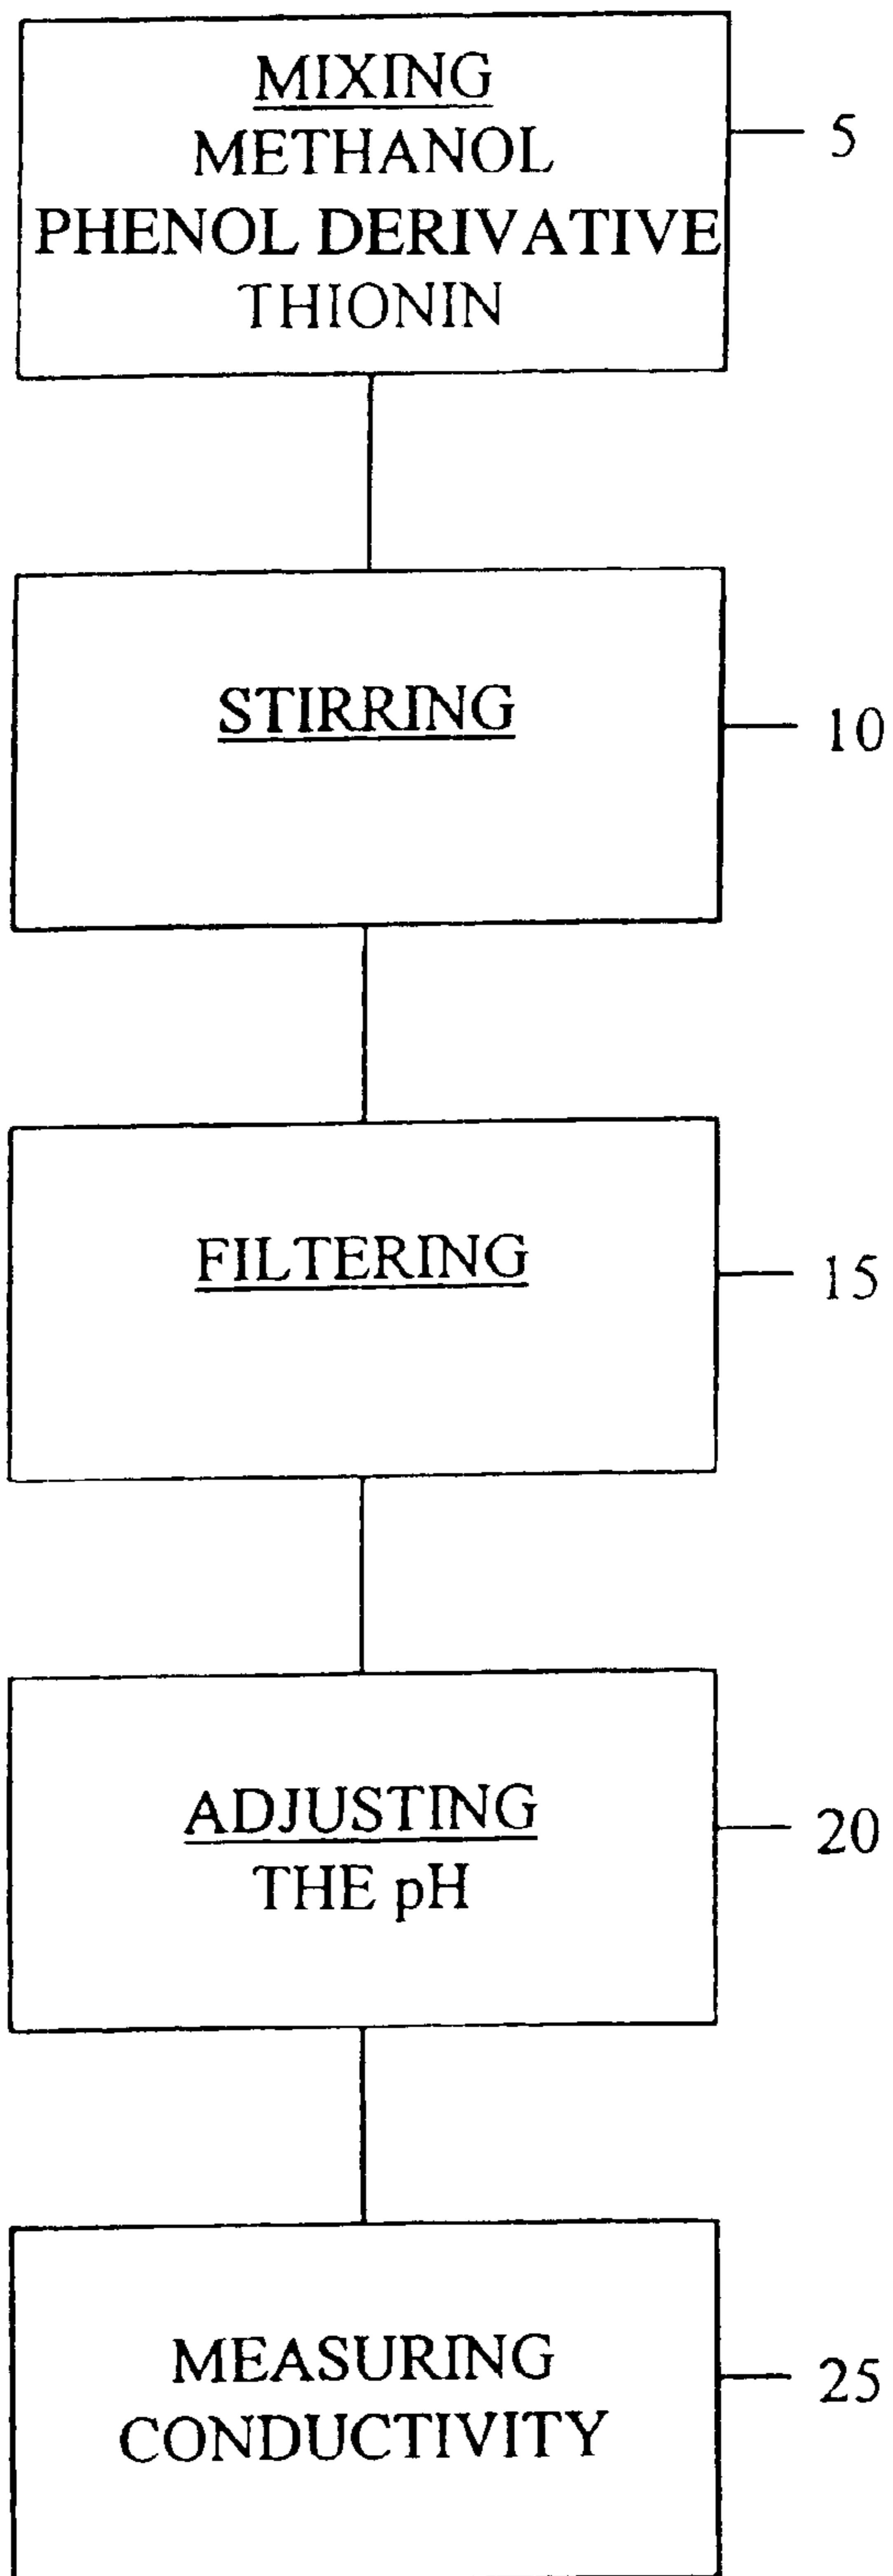 MIXING
METHANOL
PHENOL DERIVATIVE
THIONIN
5
STIRRING
10
FILTERING
15
ADJUSTING
THE pH
20
MEASURING
CONDUCTIVITY
25